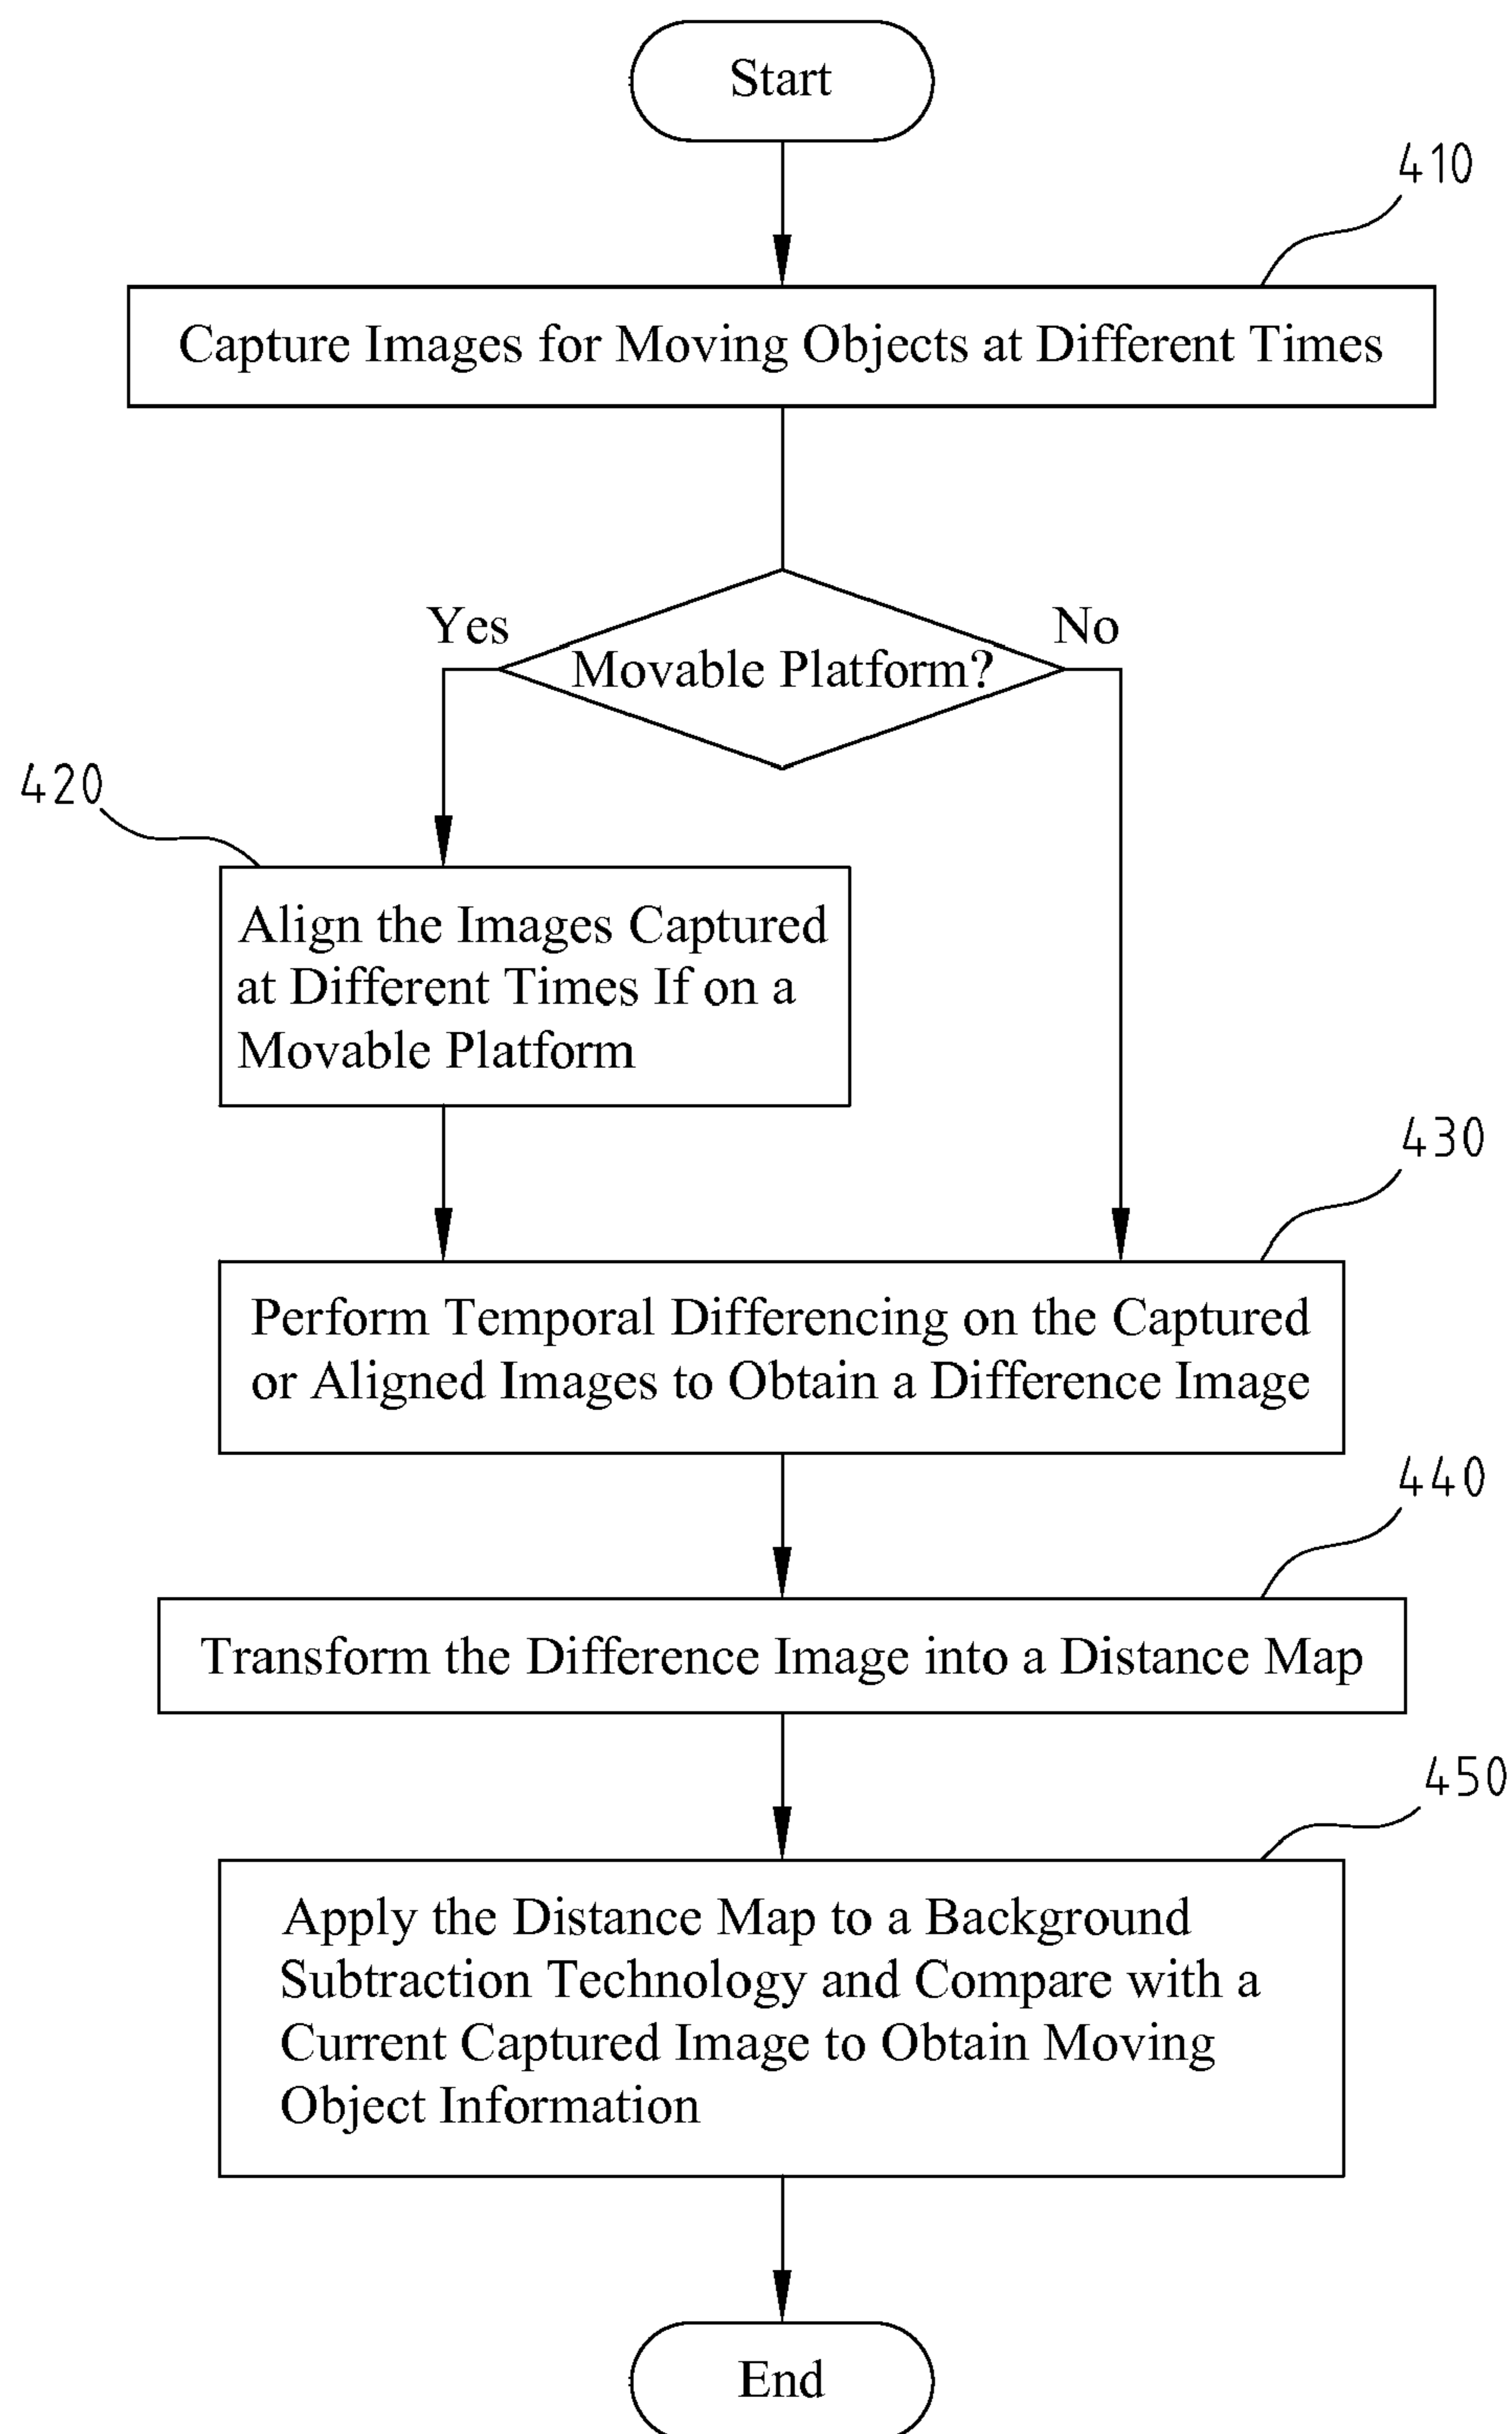 Start
410
Capture Images for Moving Objects at Different Times
Yes
No
Movable Platform?
420
Align the Images Captured
at Different Times If on a
Movable Platform
430
Perform Temporal Differencing on the Captured
or Aligned Images to Obtain a Difference Image
440
Transform the Difference Image into a Distance Map
450
Apply the Distance Map to a Background
Subtraction Technology and Compare with a
Current Captured Image to Obtain Moving
Object Information
End